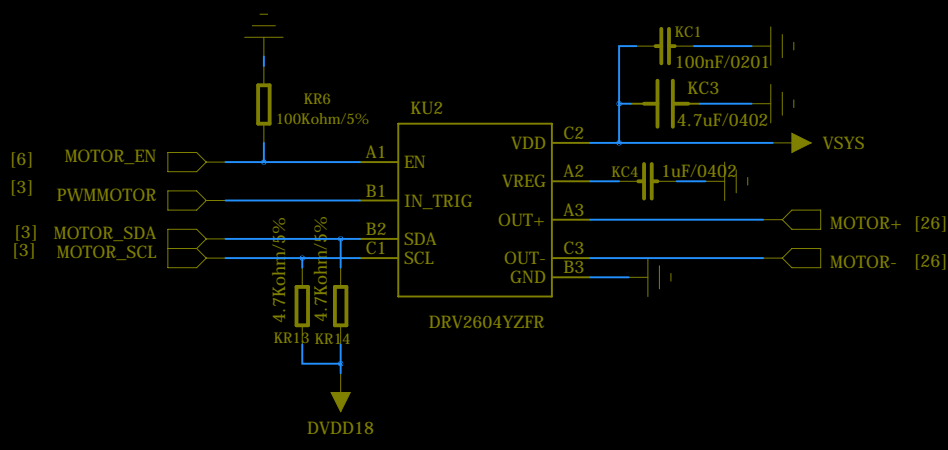 KC1
100nF/0201
KR6
100Kohm/5%
KU2
KC3
4.7uF/0402
[6] MOTOR_EN A1 EN
VDD C2 VSYS
[3] PWMMOTOR B1 IN_TRIG
VREG A2 KC4 1uF/0402
OUT+ A3 MOTOR+ [26]
[3] MOTOR_SDA B2 SDA
[3] MOTOR_SCL C1 SCL
OUT- C3 MOTOR- [26]
GND B3
4.7Kohm/5%
4.7Kohm/5%
KR13
KR14
DRV2604YZFR
DVDD18